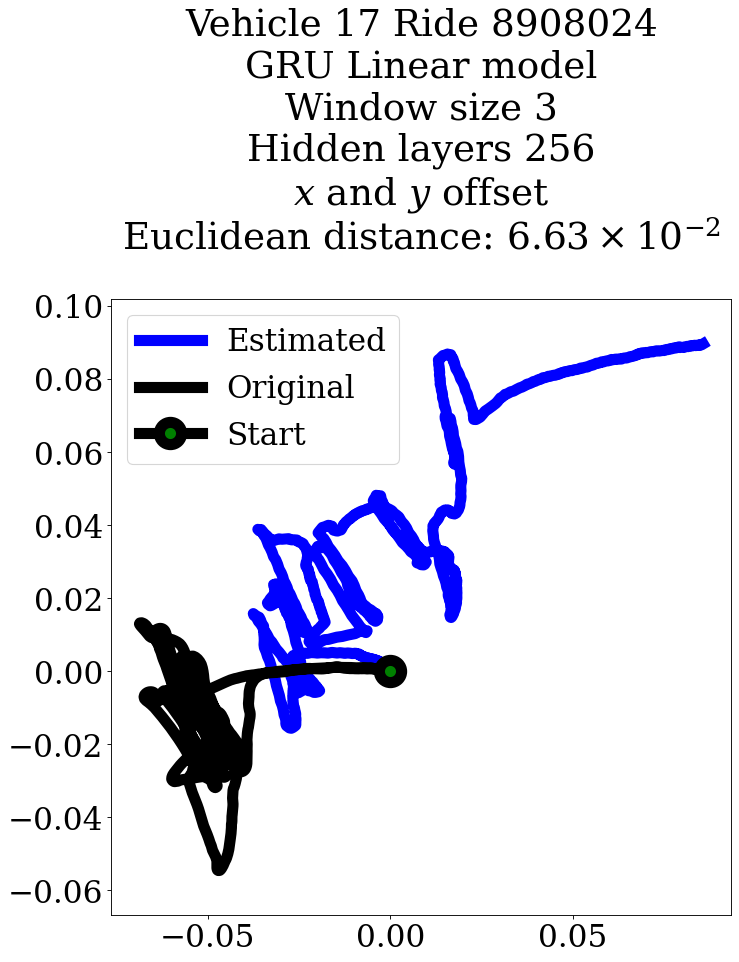 Vehicle 17 Ride 8908024
GRU Linear model
Window size 3
Hidden layers 256
x and y offset
Euclidean distance: 6.63 × 10⁻²
Estimated
Original
Start
0.10
0.08
0.06
0.04
0.02
0.00
−0.02
−0.04
−0.06
−0.05 0.00 0.05